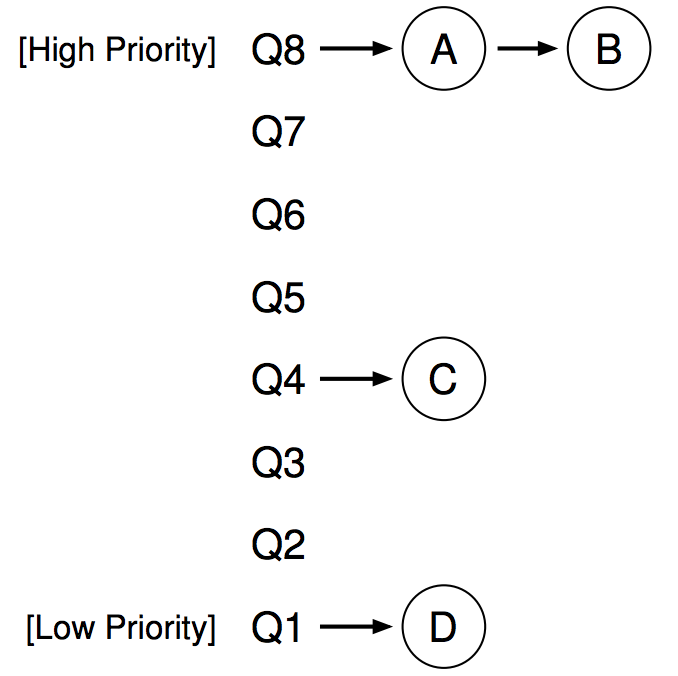 [High Priority] Q8 A B
Q7
Q6
Q5
Q4 C
Q3
Q2
[Low Priority] Q1 D